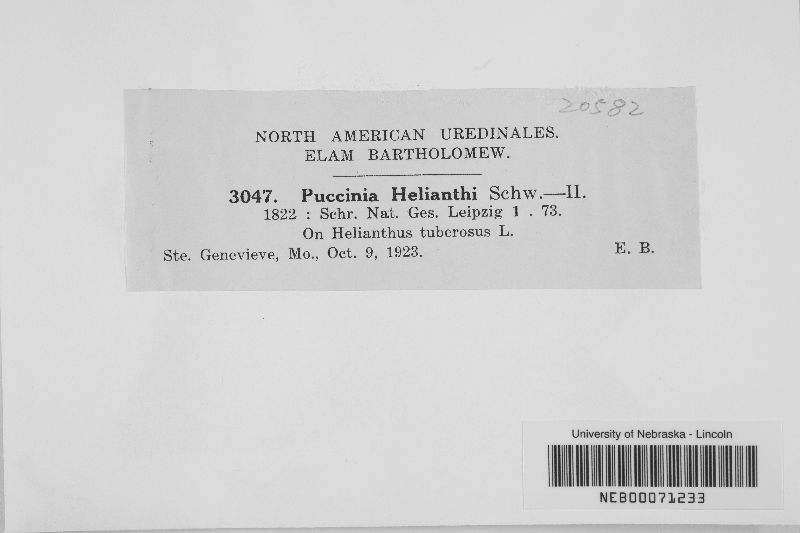 20582
NORTH AMERICAN UREDINALES.
ELAM BARTHOLOMEW.
3047. Puccinia Helianthi Schw.—II.
1822 : Schr. Nat. Ges. Leipzig 1 . 73.
On Helianthus tuberosus L.
Ste. Genevieve, Mo., Oct. 9, 1923. E. B.
University of Nebraska - Lincoln
NEB00071233